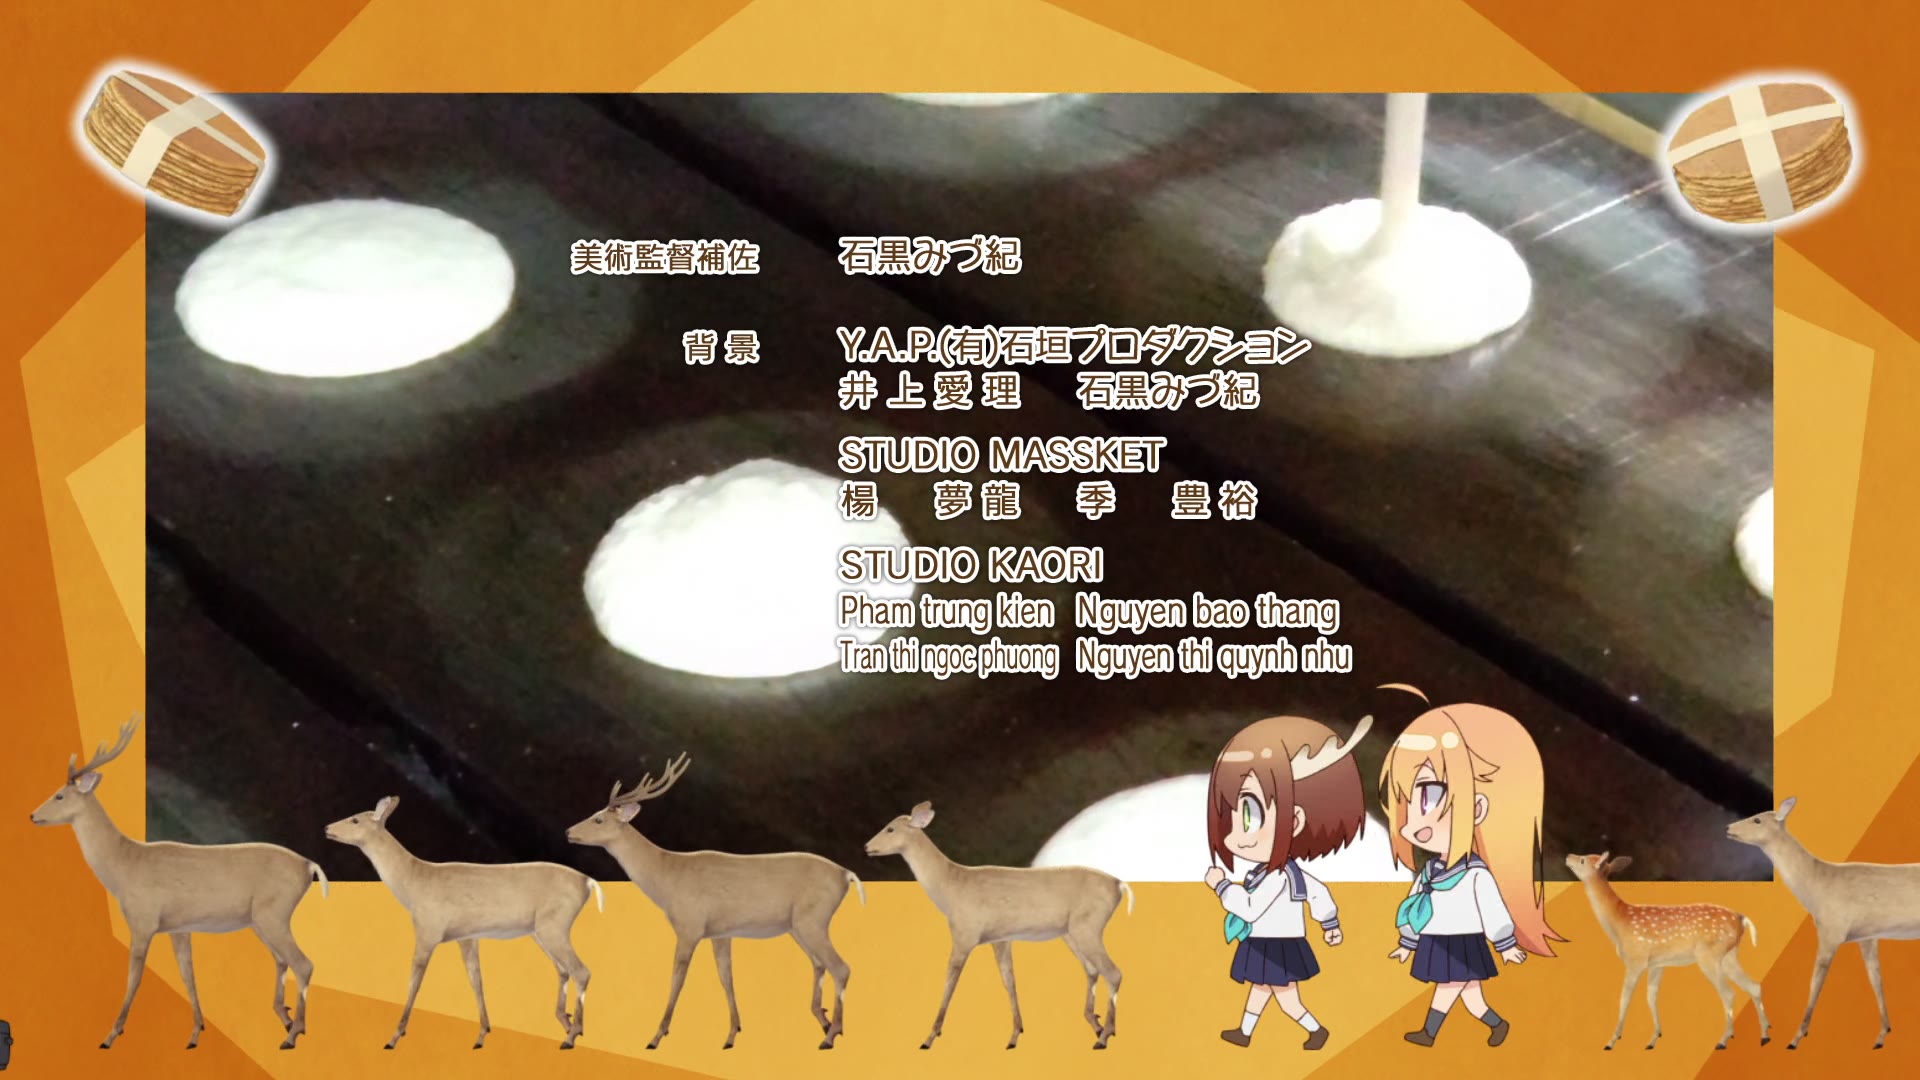 美術監督補佐 石黒みづ紀
背景 Y.A.P.(有)石垣プロダクション
井上愛理 石黒みづ紀
STUDIO MASSKET
楊 夢龍 季 豊裕
STUDIO KAORI
Pham trung kien Nguyen bao thang
Tran thi ngoc phuong Nguyen thi quynh nhu